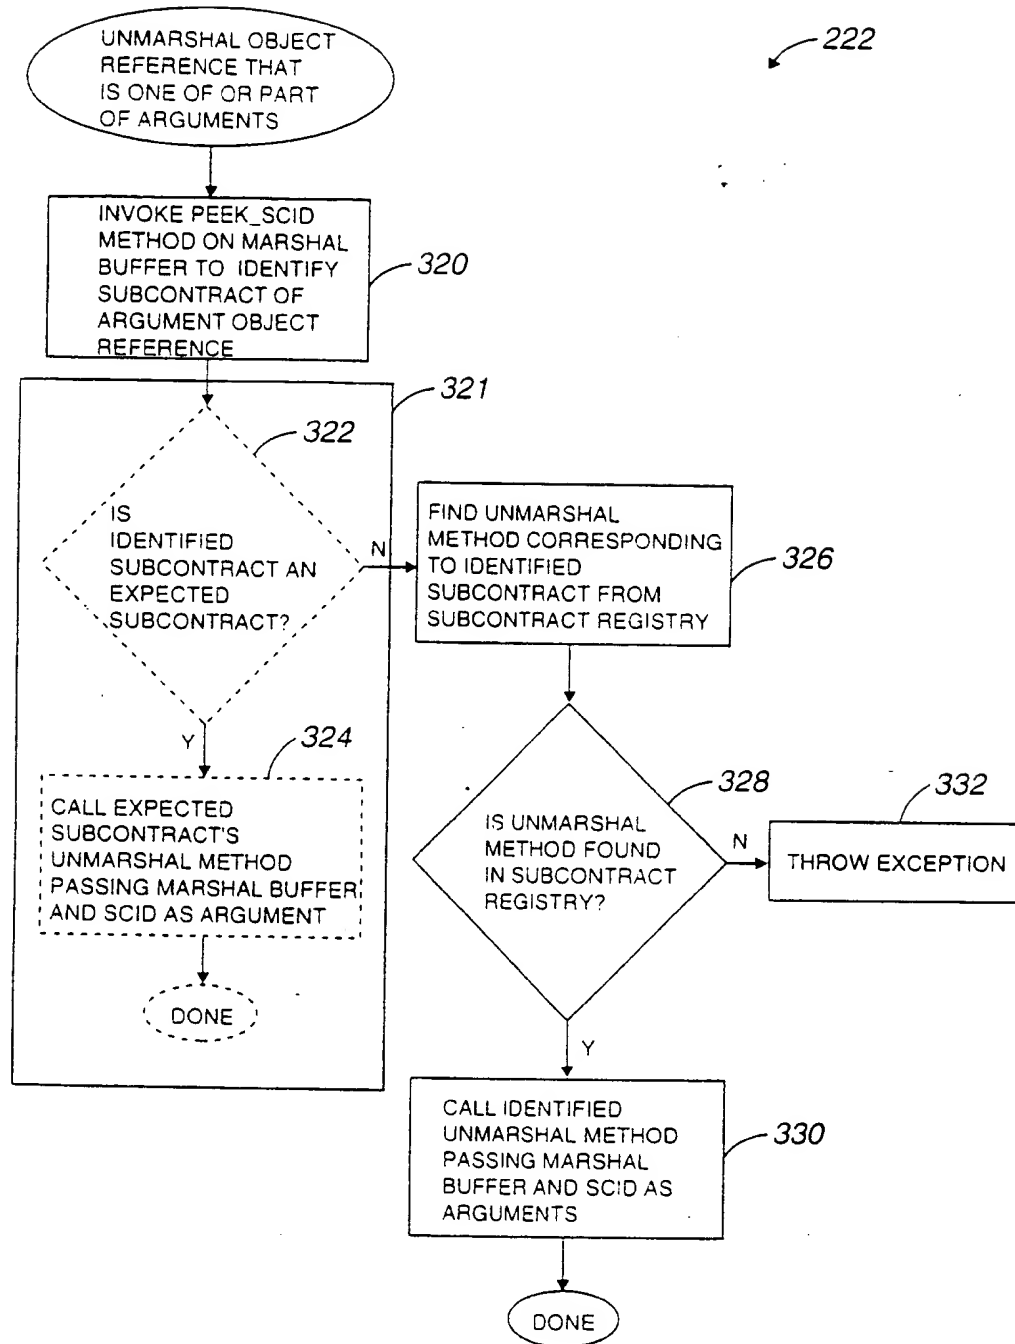 UNMARSHAL OBJECT
REFERENCE THAT
IS ONE OF OR PART
OF ARGUMENTS
222
INVOKE PEEK_SCID
METHOD ON MARSHAL
BUFFER TO IDENTIFY
SUBCONTRACT OF
ARGUMENT OBJECT
REFERENCE
320
321
322
IS
IDENTIFIED
SUBCONTRACT AN
EXPECTED
SUBCONTRACT?
N
FIND UNMARSHAL
METHOD CORRESPONDING
TO IDENTIFIED
SUBCONTRACT FROM
SUBCONTRACT REGISTRY
326
Y
324
CALL EXPECTED
SUBCONTRACT'S
UNMARSHAL METHOD
PASSING MARSHAL BUFFER
AND SCID AS ARGUMENT
DONE
328
IS UNMARSHAL
METHOD FOUND
IN SUBCONTRACT
REGISTRY?
N
332
THROW EXCEPTION
Y
CALL IDENTIFIED
UNMARSHAL METHOD
PASSING MARSHAL
BUFFER AND SCID AS
ARGUMENTS
330
DONE